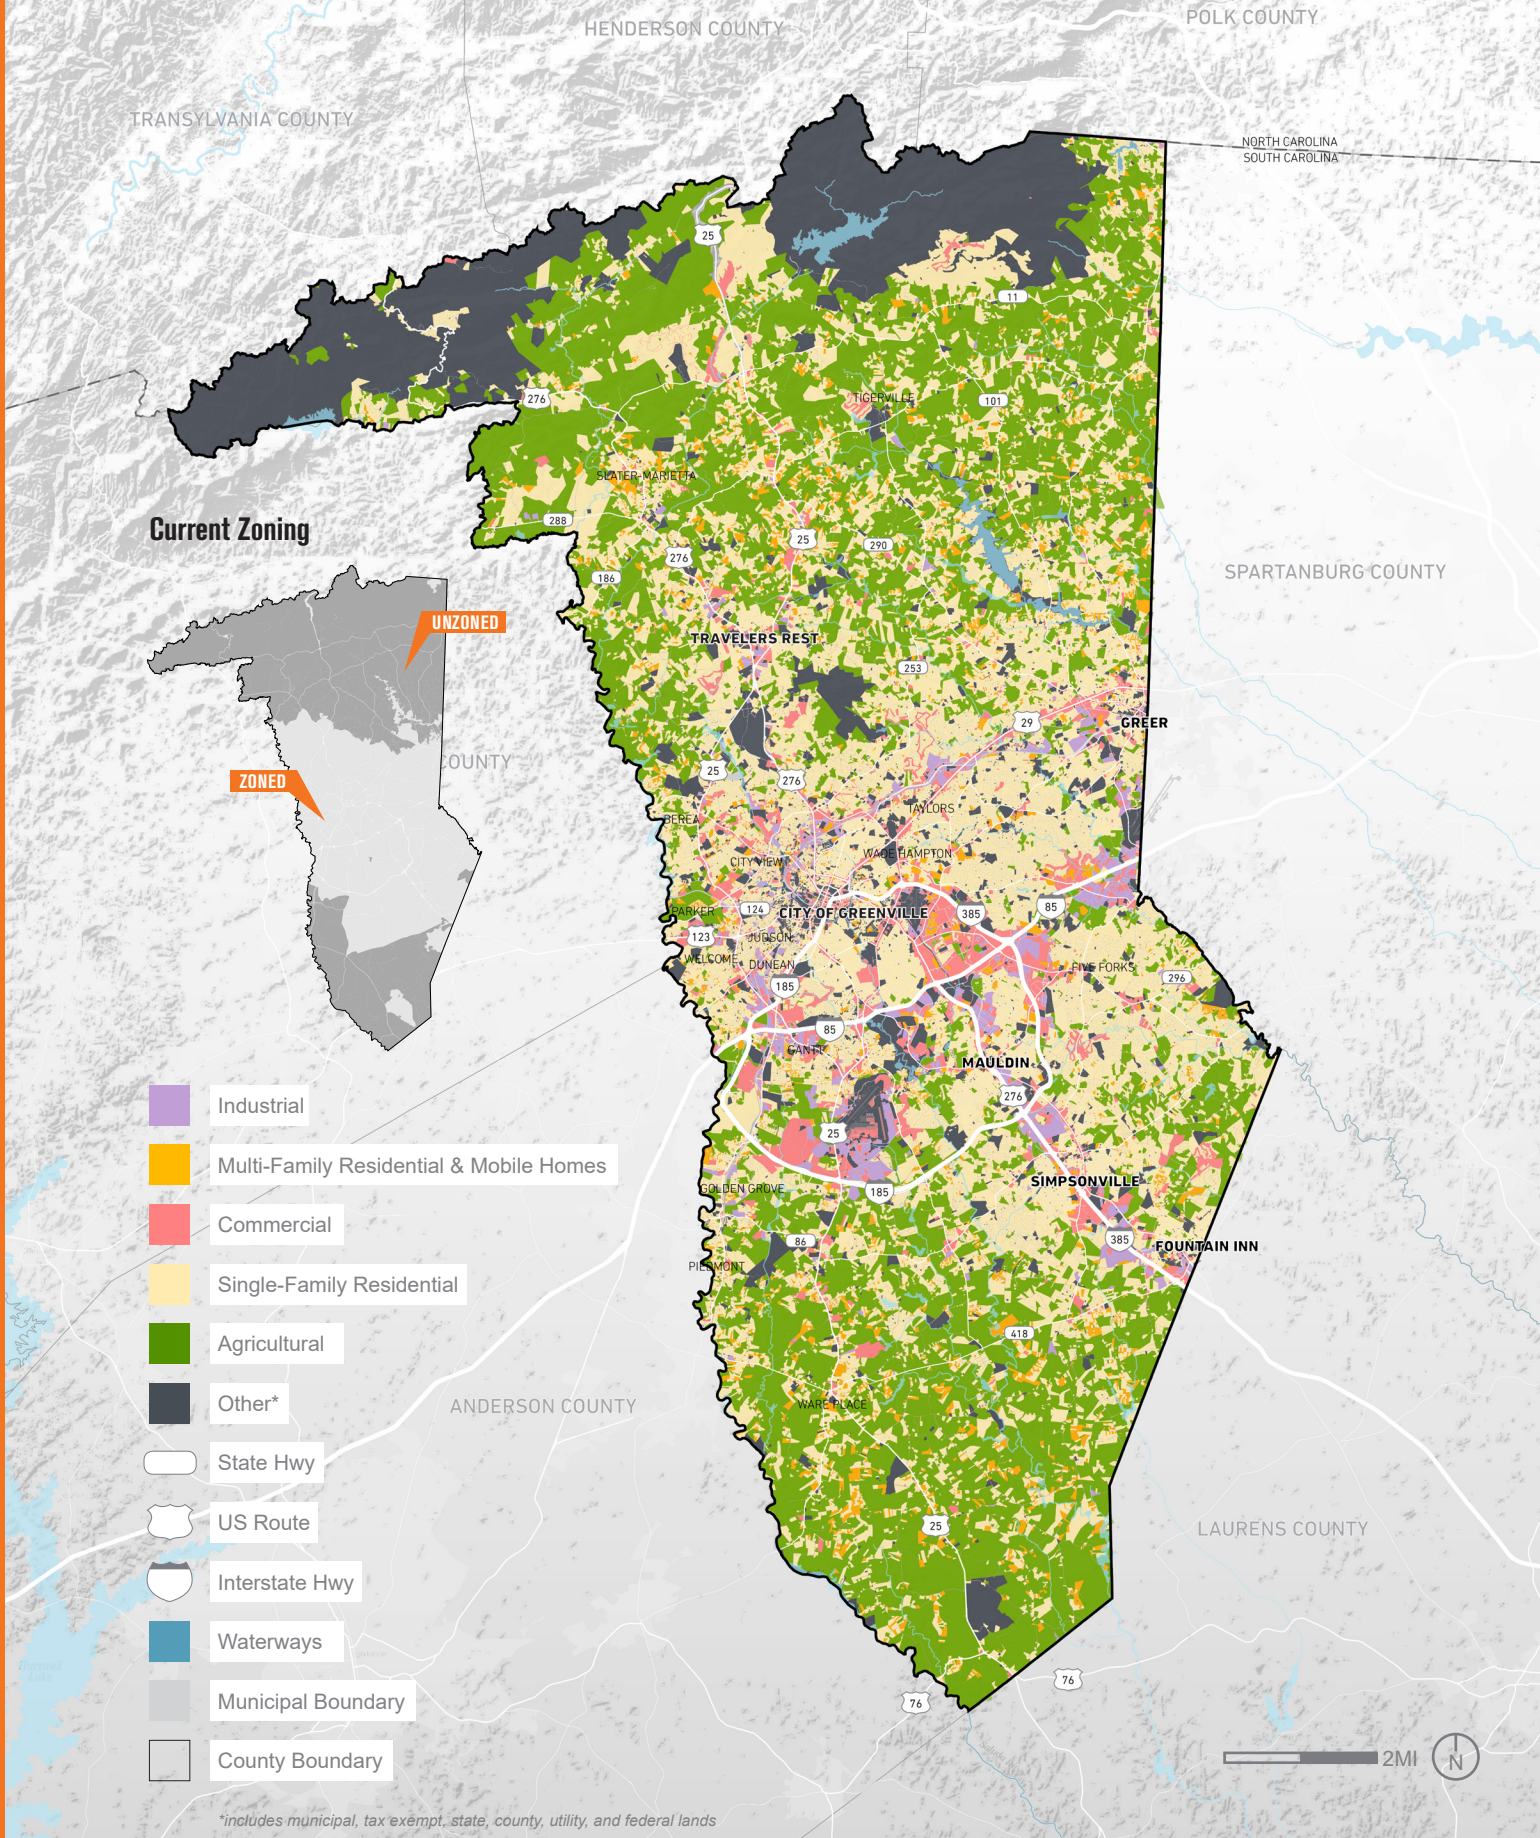 HENDERSON COUNTY
POLK COUNTY
TRANSYLVANIA COUNTY
NORTH CAROLINA
SOUTH CAROLINA
25
11
276
TIGERVILLE
101
SLATER-MARIETTA
288
25
290
276
186
Current Zoning
UNZONED
SPARTANBURG COUNTY
TRAVELERS REST
253
29
GREER
COUNTY
ZONED
25
276
TAYLORS
BEREA
WADE HAMPTON
CITY VIEW
PARKER
124
CITY OF GREENVILLE
385
85
123
JUDSON
WELCOME
DUNEAN
FIVE FORKS
296
185
85
GANTT
MAULDIN
276
25
SIMPSONVILLE
GOLDEN GROVE
185
86
385
FOUNTAIN INN
PIEDMONT
418
WARE PLACE
ANDERSON COUNTY
25
LAURENS COUNTY
76
76
Industrial
Multi-Family Residential & Mobile Homes
Commercial
Single-Family Residential
Agricultural
Other*
State Hwy
US Route
Interstate Hwy
Waterways
Municipal Boundary
County Boundary
2MI
N
*includes municipal, tax exempt, state, county, utility, and federal lands